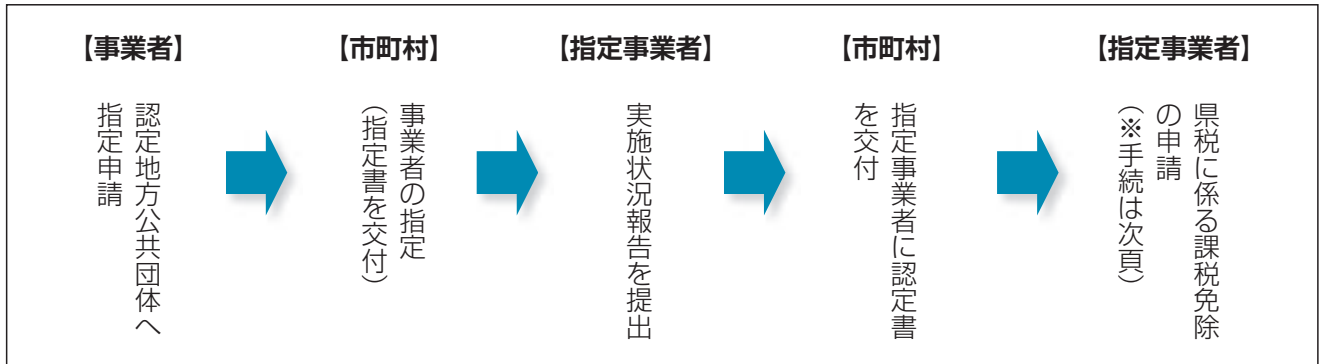 【事業者】
認定地方公共団体へ
指定申請
【市町村】
事業者の指定
（指定書を交付）
【指定事業者】
実施状況報告を提出
【市町村】
指定事業者に認定書
を交付
【指定事業者】
県税に係る課税免除
の申請
（※手続は次頁）